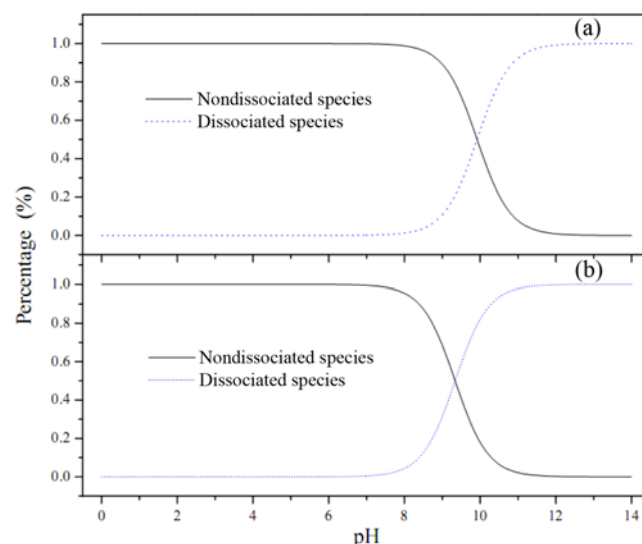 (a)
1.0
0.8
0.6
0.4
0.2
0.0
Nondissociated species
Dissociated species
(b)
1.0
0.8
0.6
0.4
0.2
0.0
Nondissociated species
Dissociated species
Percentage (%)
0 2 4 6 8 10 12 14
pH